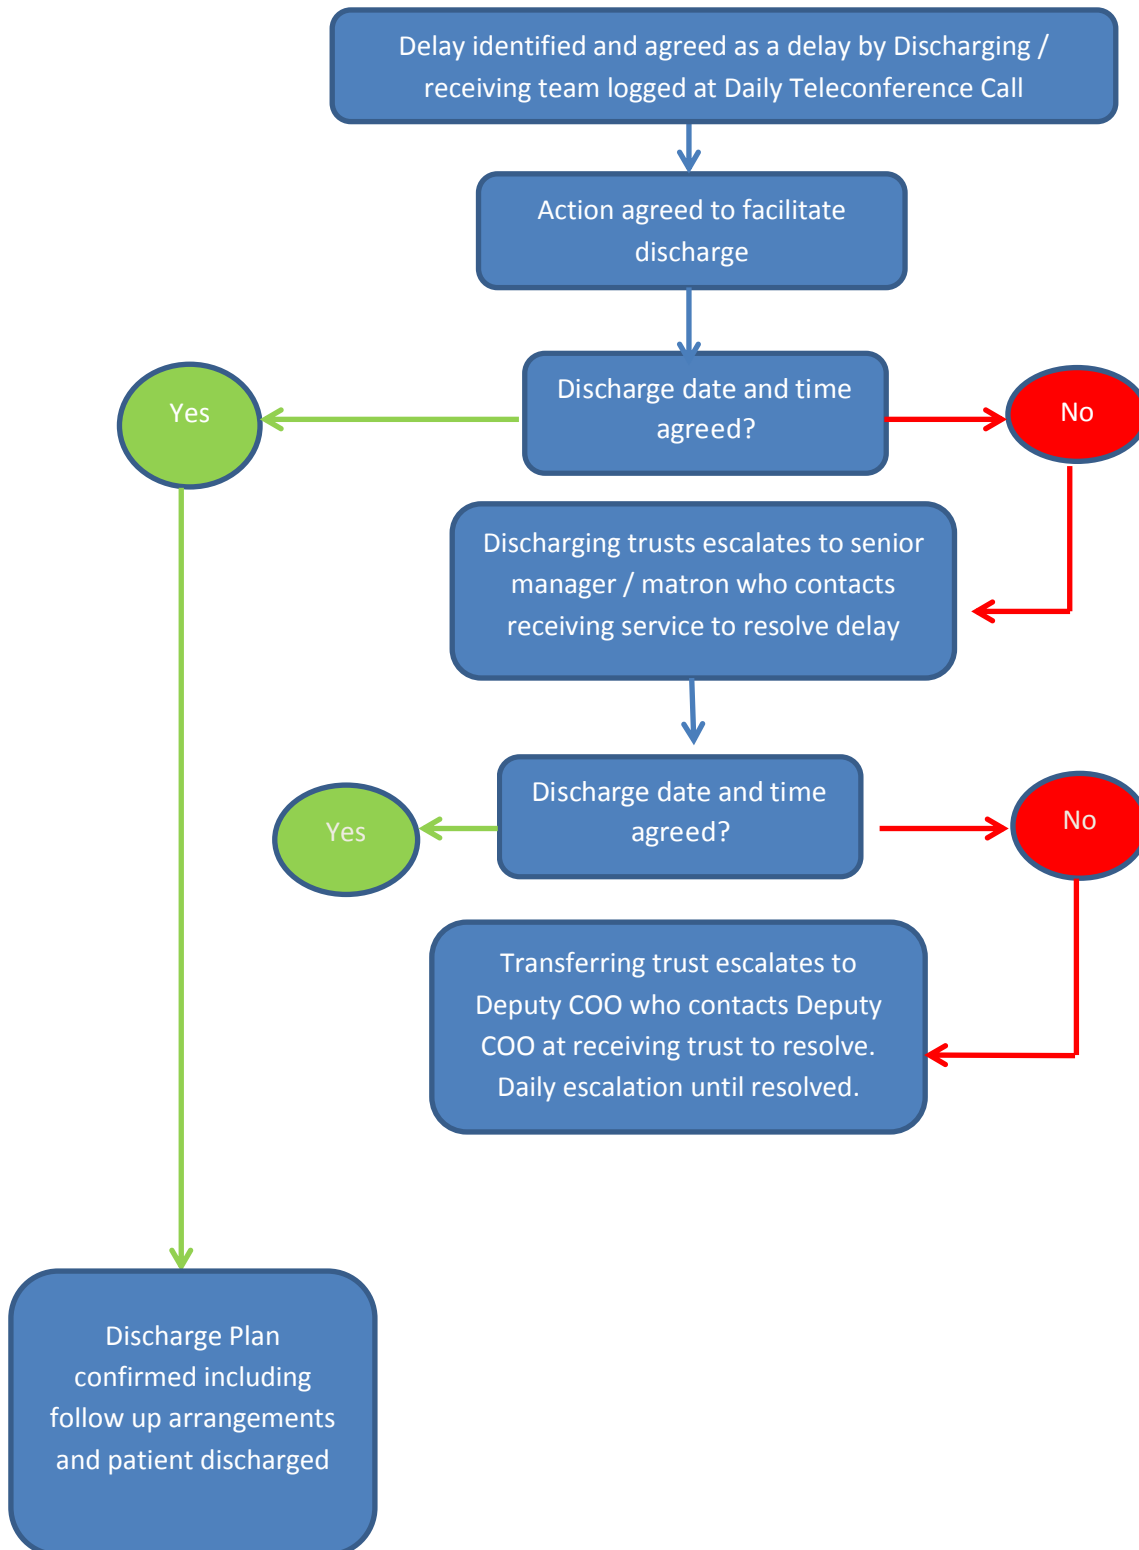 Delay identified and agreed as a delay by Discharging /
receiving team logged at Daily Teleconference Call
Action agreed to facilitate
discharge
Discharge date and time
agreed?
Yes
No
Discharging trusts escalates to senior
manager / matron who contacts
receiving service to resolve delay
Discharge date and time
agreed?
Yes
No
Transferring trust escalates to
Deputy COO who contacts Deputy
COO at receiving trust to resolve.
Daily escalation until resolved.
Discharge Plan
confirmed including
follow up arrangements
and patient discharged